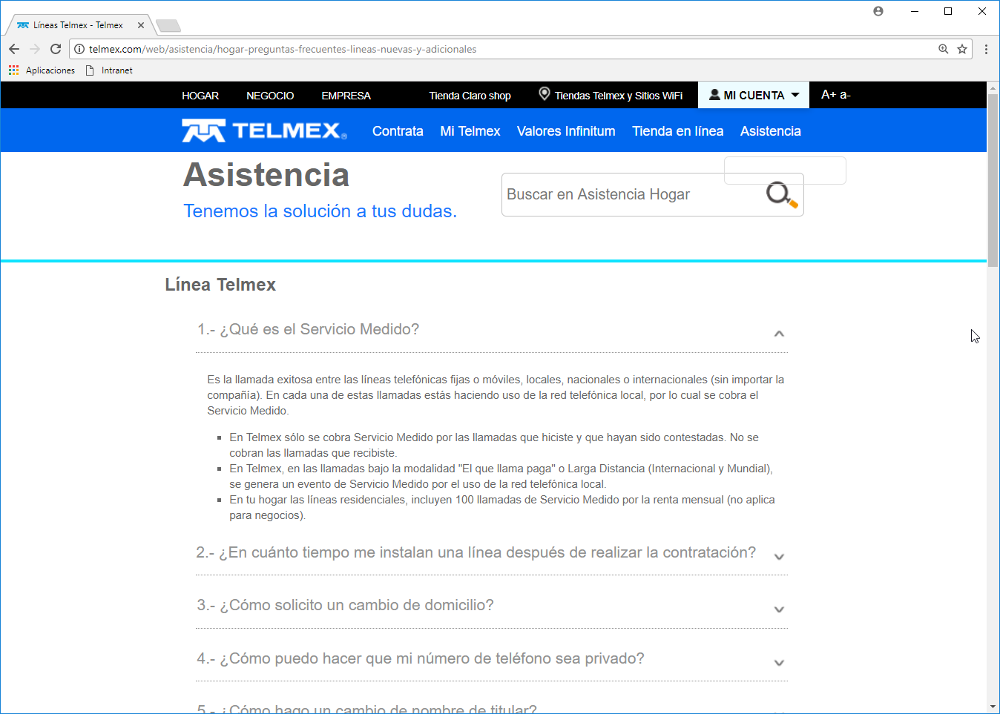 Líneas Telmex - Telmex
telmex.com/web/asistencia/hogar-preguntas-frecuentes-lineas-nuevas-y-adicionales
Aplicaciones Intranet
HOGAR NEGOCIO EMPRESA Tienda Claro shop Tiendas Telmex y Sitios WiFi MI CUENTA A+ a-
TELMEX® Contrata Mi Telmex Valores Infinitum Tienda en línea Asistencia
Asistencia
Buscar en Asistencia Hogar
Tenemos la solución a tus dudas.
Línea Telmex
1.- ¿Qué es el Servicio Medido?
Es la llamada exitosa entre las líneas telefónicas fijas o móviles, locales, nacionales o internacionales (sin importar la
compañía). En cada una de estas llamadas estás haciendo uso de la red telefónica local, por lo cual se cobra el
Servicio Medido.
En Telmex sólo se cobra Servicio Medido por las llamadas que hiciste y que hayan sido contestadas. No se
cobran las llamadas que recibiste.
En Telmex, en las llamadas bajo la modalidad "El que llama paga" o Larga Distancia (Internacional y Mundial),
se genera un evento de Servicio Medido por el uso de la red telefónica local.
En tu hogar las líneas residenciales, incluyen 100 llamadas de Servicio Medido por la renta mensual (no aplica
para negocios).
2.- ¿En cuánto tiempo me instalan una línea después de realizar la contratación?
3.- ¿Cómo solicito un cambio de domicilio?
4.- ¿Cómo puedo hacer que mi número de teléfono sea privado?
5.- ¿Cómo hago un cambio de nombre de titular?